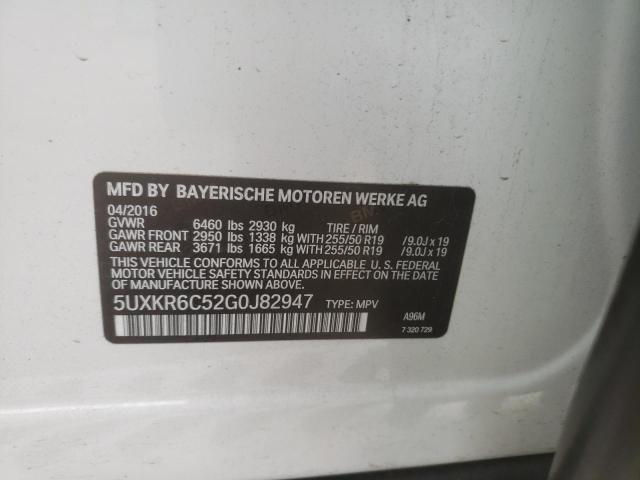 MFD BY BAYERISCHE MOTOREN WERKE AG
04/2016
GVWR 6460 lbs 2930 kg TIRE / RIM
GAWR FRONT 2950 lbs 1338 kg WITH 255/50 R19 /9.0J x 19
GAWR REAR 3671 lbs 1665 kg WITH 255/50 R19 /9.0J x 19
THIS VEHICLE CONFORMS TO ALL APPLICABLE U.S. FEDERAL
MOTOR VEHICLE SAFETY STANDARDS IN EFFECT ON THE DATE
OF MANUFACTURE SHOWN ABOVE.
5UXKR6C52G0J82947 TYPE: MPV
A96M
7 320 729